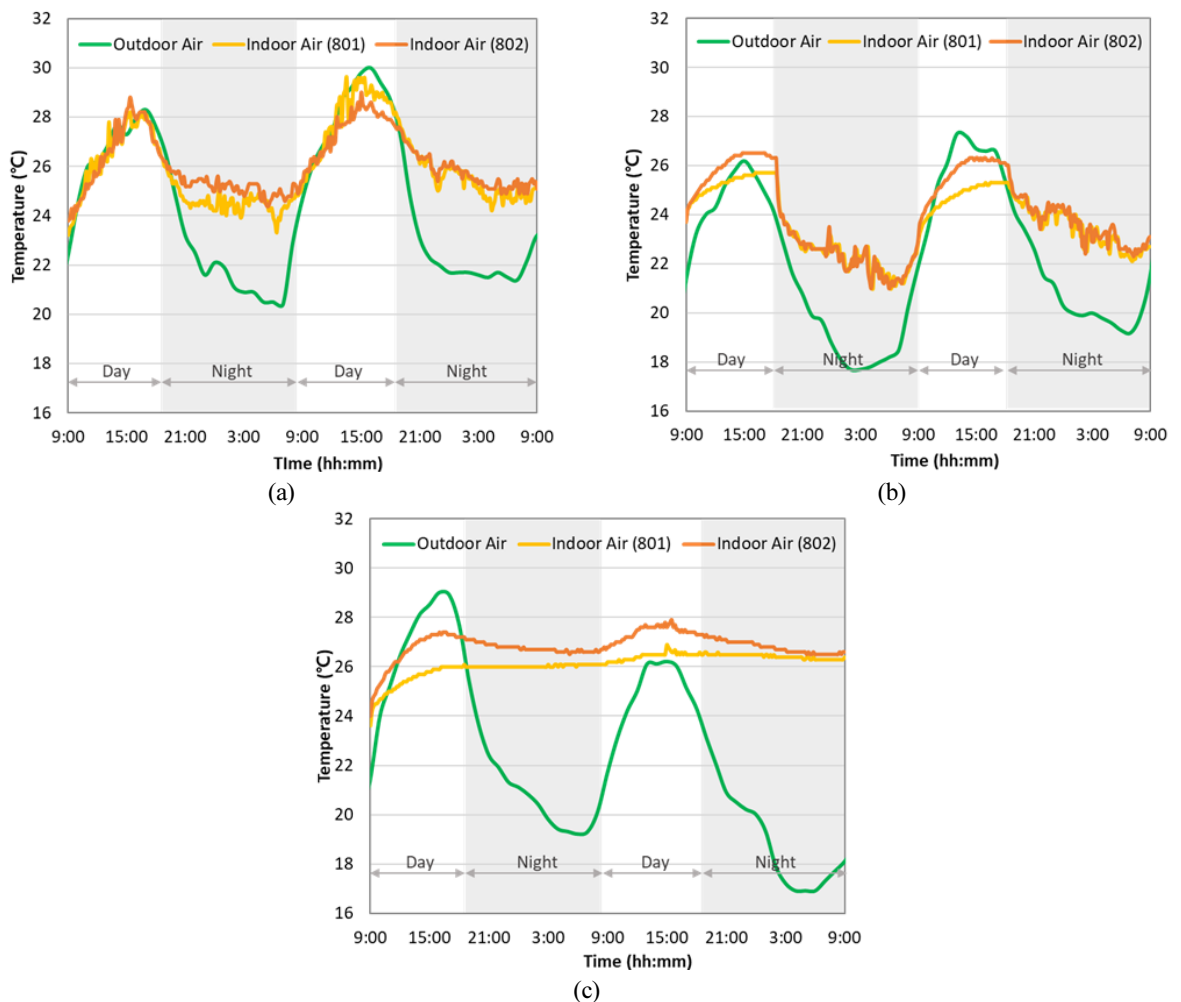 32
30
28
26
24
22
20
18
16
Temperature (℃)
Outdoor Air Indoor Air (801) Indoor Air (802)
Day Night Day Night
9:00 15:00 21:00 3:00 9:00 15:00 21:00 3:00 9:00
TIme (hh:mm)
(a)
32
30
28
26
24
22
20
18
16
Temperature (℃)
Outdoor Air Indoor Air (801) Indoor Air (802)
Day Night Day Night
9:00 15:00 21:00 3:00 9:00 15:00 21:00 3:00 9:00
Time (hh:mm)
(b)
32
30
28
26
24
22
20
18
16
Temperature (℃)
Outdoor Air Indoor Air (801) Indoor Air (802)
Day Night Day Night
9:00 15:00 21:00 3:00 9:00 15:00 21:00 3:00 9:00
Time (hh:mm)
(c)